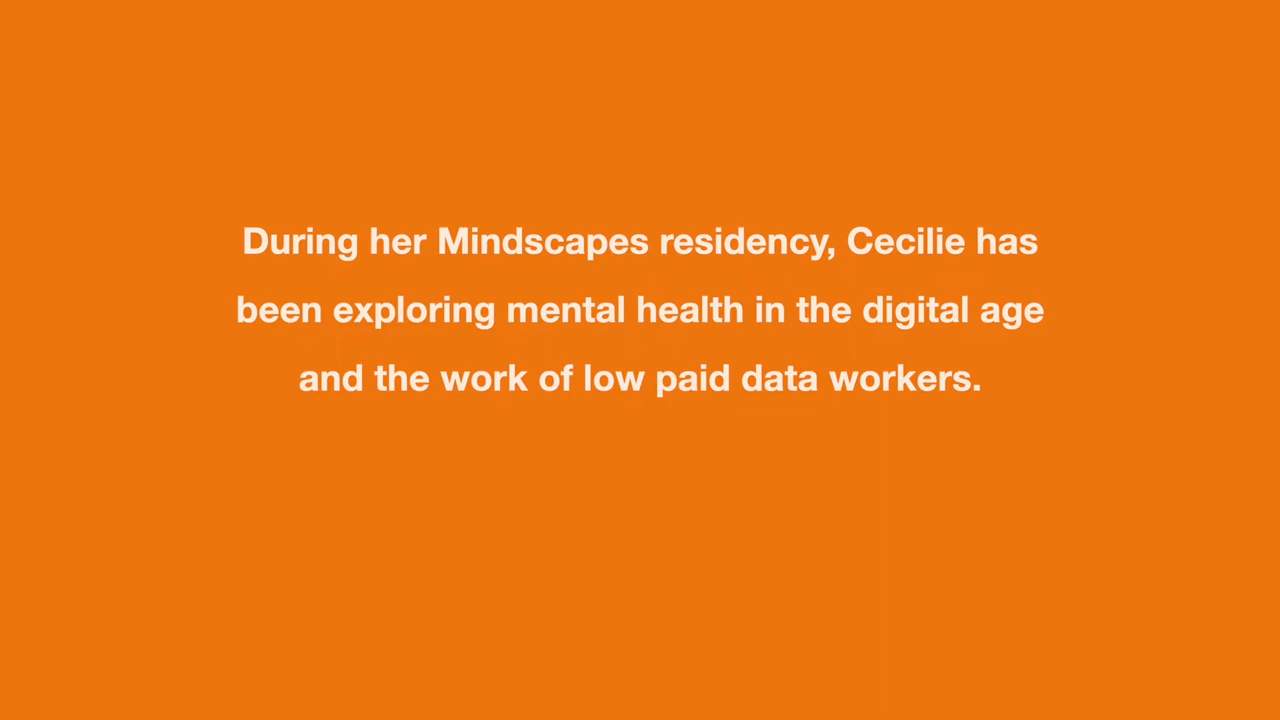 During her Mindscapes residency, Cecilie has
been exploring mental health in the digital age
and the work of low paid data workers.